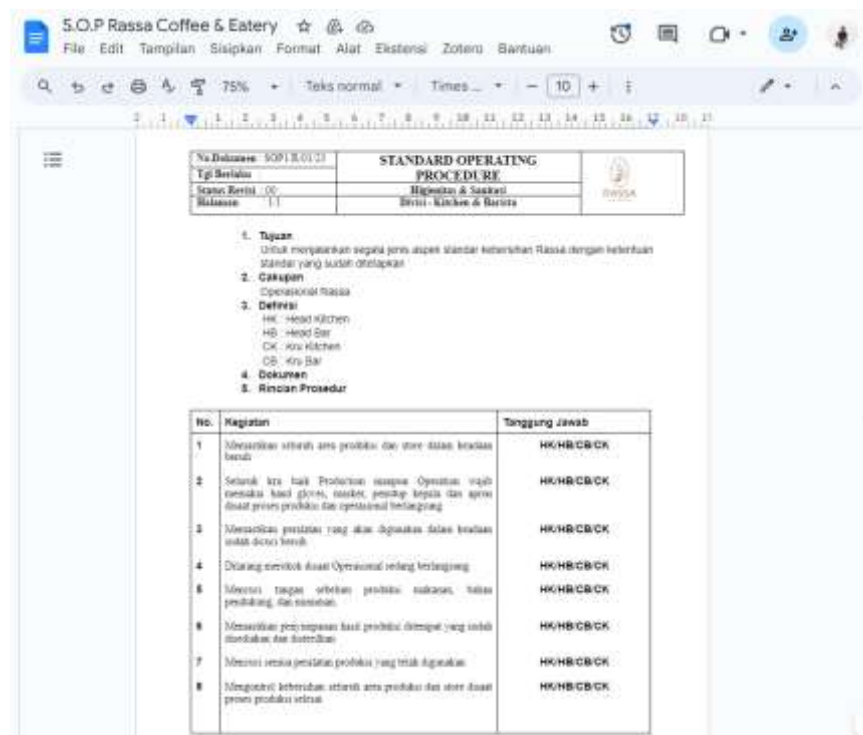 S.O.P Rassa Coffee & Eatery
File Edit Tampilan Sisipkan Format Alat Ekstensi Zotero Bantuan
75% Teks normal Times ... 10
No.Dokumen : SOP1.R/01/23
Tgl Berlaku :
Status Revisi : 00
Halaman : 1/1
STANDARD OPERATING
PROCEDURE
Higienitas & Sanitasi
Divisi - Kitchen & Barista
RASSA
1. Tujuan
Untuk menjalankan segala jenis aspek standar kebersihan Rassa dengan ketentuan
standar yang sudah ditetapkan
2. Cakupan
Operasional Rassa
3. Definisi
HK : Head Kitchen
HB : Head Bar
CK : Kru Kitchen
CB : Kru Bar
4. Dokumen
5. Rincian Prosedur
No. Kegiatan Tanggung Jawab
1 Memastikan seluruh area produksi dan store dalam keadaan HK/HB/CB/CK
bersih
2 Seluruh kru baik Production maupun Operation wajib HK/HB/CB/CK
memakai hand gloves, masker, penutup kepala dan apron
disaat proses produksi dan operasional berlangsung
3 Memastikan peralatan yang akan digunakan dalam keadaan HK/HB/CB/CK
sudah dicuci bersih
4 Dilarang merokok disaat Operasional sedang berlangsung HK/HB/CB/CK
5 Mencuci tangan sebelum produksi makanan, bahan HK/HB/CB/CK
pendukung, dan minuman.
6 Memastikan penyimpanan hasil produksi ditempat yang sudah HK/HB/CB/CK
disediakan dan disterilkan
7 Mencuci semua peralatan produksi yang telah digunakan HK/HB/CB/CK
8 Mengontrol kebersihan seluruh area produksi dan store disaat HK/HB/CB/CK
proses produksi selesai